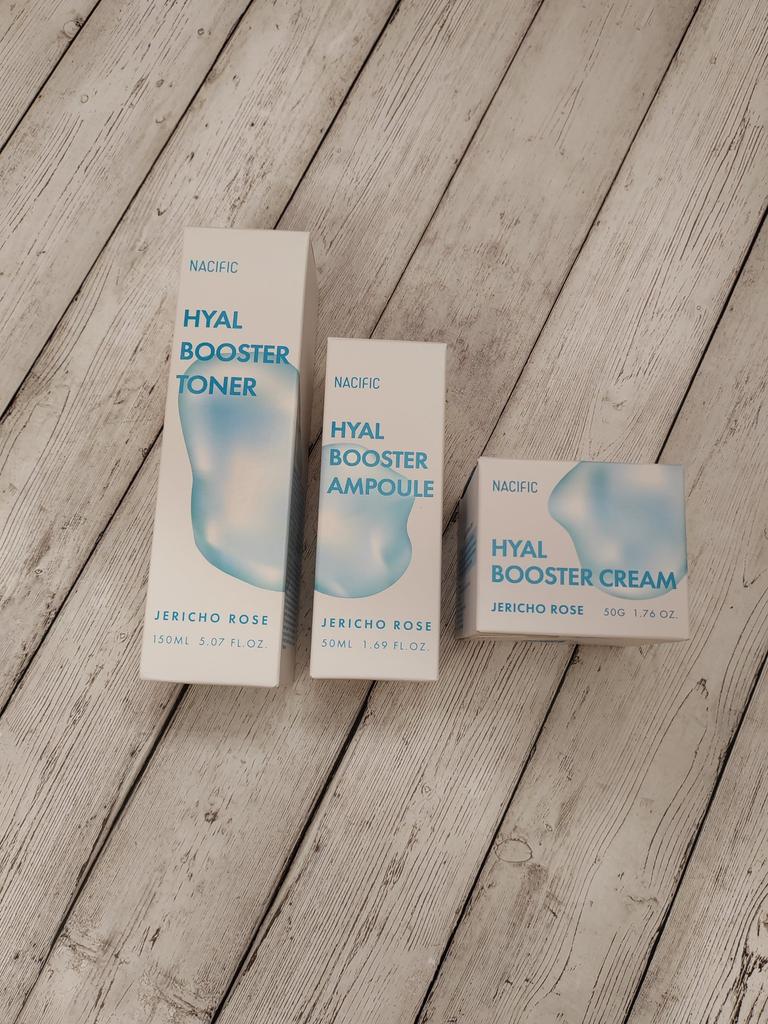 NACIFIC
HYAL
BOOSTER
TONER
JERICHO ROSE
150ML 5.07 FL.OZ.
NACIFIC
HYAL
BOOSTER
AMPOULE
JERICHO ROSE
50ML 1.69 FL.OZ.
NACIFIC
HYAL
BOOSTER CREAM
JERICHO ROSE 50G 1.76 OZ.